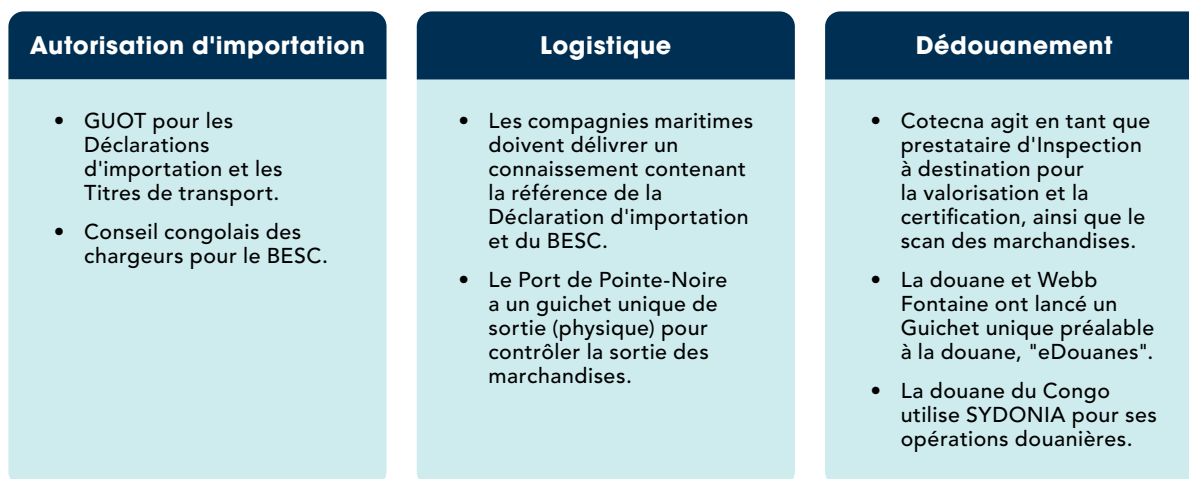 Autorisation d'importation
• GUOT pour les
Déclarations
d'importation et les
Titres de transport.
• Conseil congolais des
chargeurs pour le BESC.
Logistique
• Les compagnies maritimes
doivent délivrer un
connaissement contenant
la référence de la
Déclaration d'importation
et du BESC.
• Le Port de Pointe-Noire
a un guichet unique de
sortie (physique) pour
contrôler la sortie des
marchandises.
Dédouanement
• Cotecna agit en tant que
prestataire d'Inspection
à destination pour
la valorisation et la
certification, ainsi que le
scan des marchandises.
• La douane et Webb
Fontaine ont lancé un
Guichet unique préalable
à la douane, "eDouanes".
• La douane du Congo
utilise SYDONIA pour ses
opérations douanières.